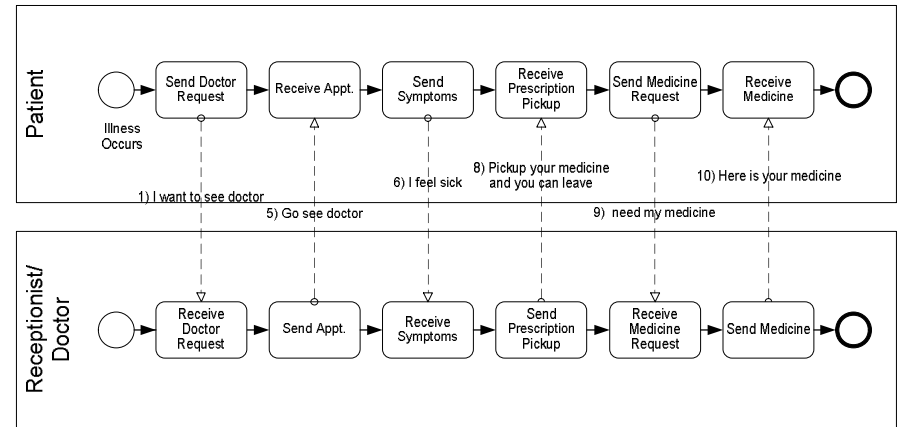 Patient
Send Doctor
Request
Receive Appt.
Send
Symptoms
Receive
Prescription
Pickup
Send Medicine
Request
Receive
Medicine
Illness
Occurs
1) I want to see doctor
5) Go see doctor
6) I feel sick
8) Pickup your medicine
and you can leave
9) need my medicine
10) Here is your medicine
Receptionist/
Doctor
Receive
Doctor
Request
Send Appt.
Receive
Symptoms
Send
Prescription
Pickup
Receive
Medicine
Request
Send Medicine